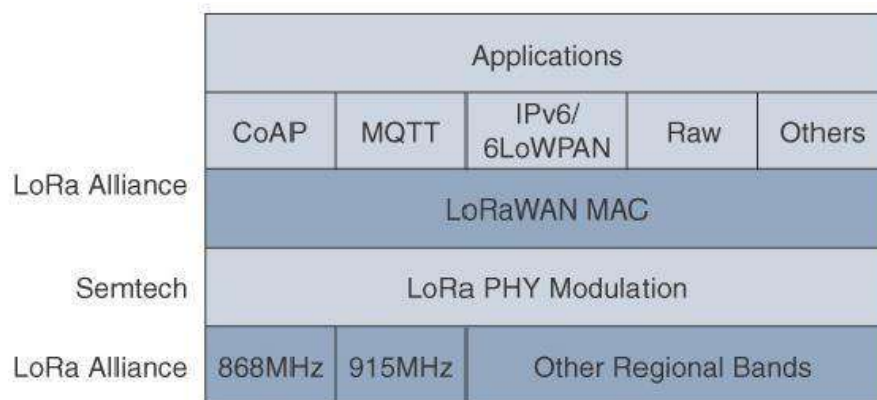 Applications
CoAP MQTT IPv6/
6LoWPAN Raw Others
LoRa Alliance
LoRaWAN MAC
Semtech LoRa PHY Modulation
LoRa Alliance 868MHz 915MHz Other Regional Bands